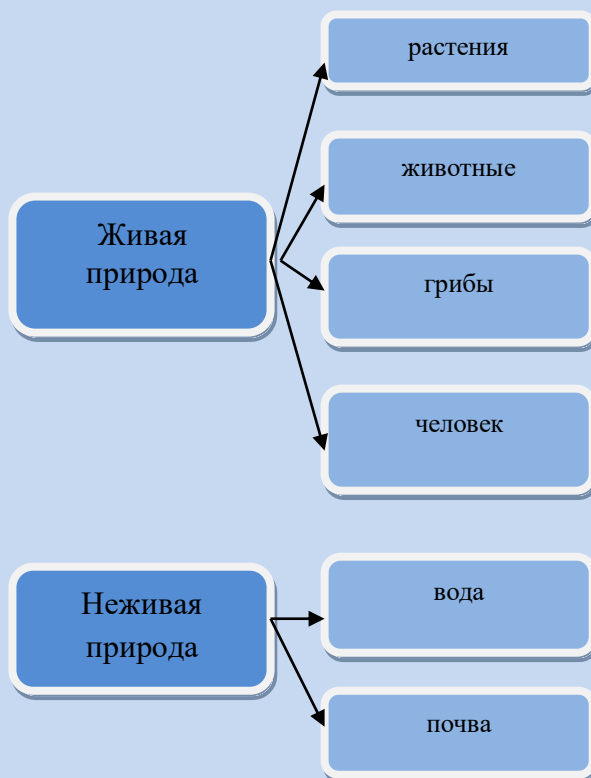 растения
животные
Живая
природа
грибы
человек
Неживая
природа
вода
почва